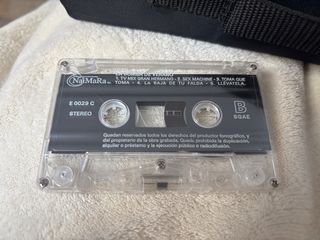 NaiMaRa
1. TV MIX GRAN HERMANO - 2. SEX MACHINE - 3. TOMA QUE
TOMA - 4. LA RAJA DE TU FALDA - 5. LLÉVATELA.
E 0029 C
STEREO
B
SGAE
Quedan reservados todos los derechos del productor fonográfico, y
del propietario de la obra grabada. Queda prohibida la duplicación,
alquiler o préstamo y la ejecución pública o radiodifusión.